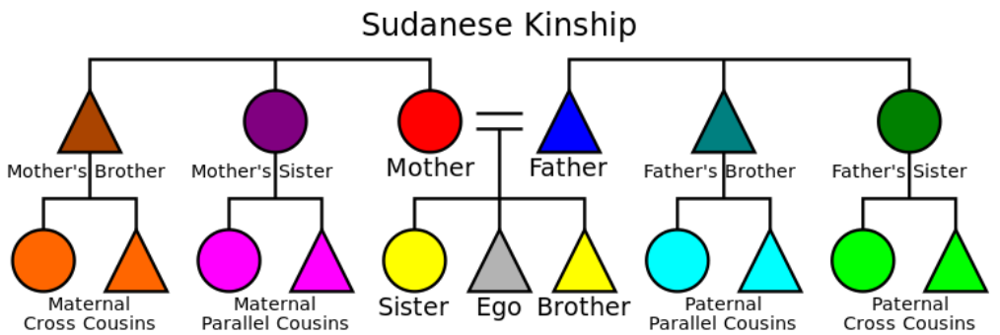 Sudanese Kinship
Mother's Brother
Mother's Sister
Mother
Father
Father's Brother
Father's Sister
Maternal
Cross Cousins
Maternal
Parallel Cousins
Sister
Ego
Brother
Paternal
Parallel Cousins
Paternal
Cross Cousins